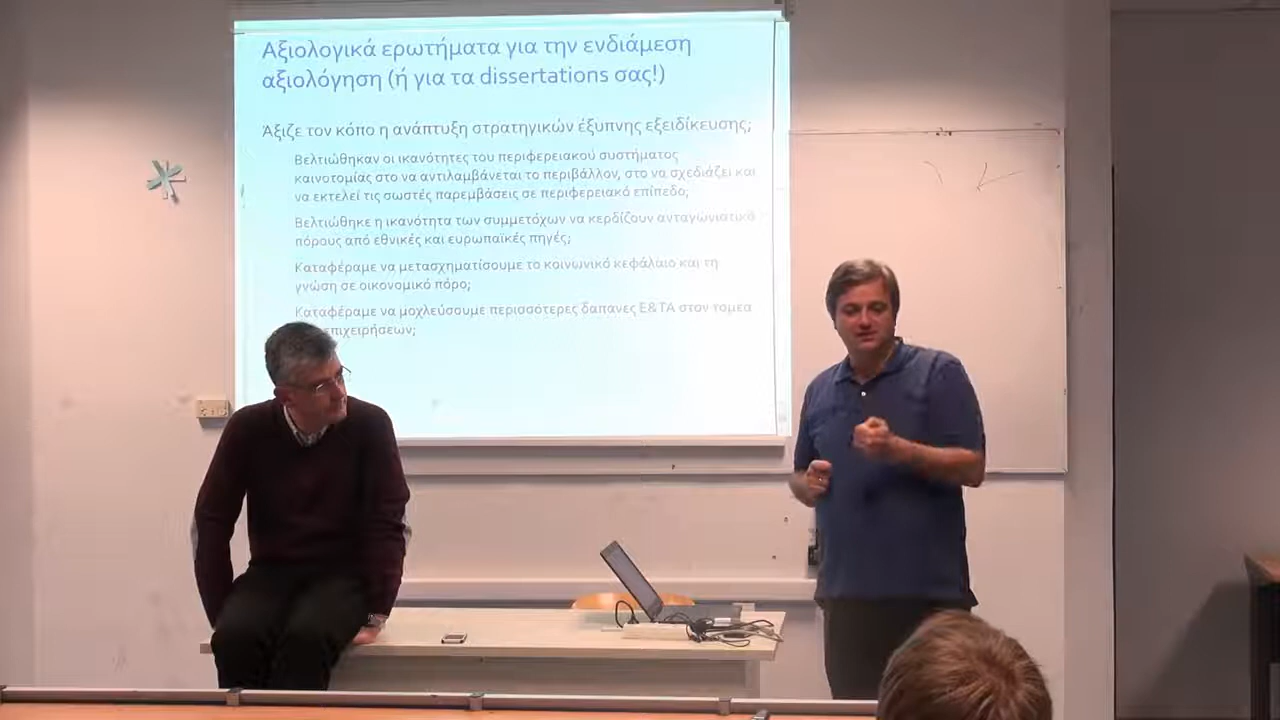 Αξιολογικά ερωτήματα για την ενδιάμεση
αξιολόγηση (ή για τα dissertations σας!)
Άξιζε τον κόπο η ανάπτυξη στρατηγικών έξυπνης εξειδίκευσης;
Βελτιώθηκαν οι ικανότητες του περιφερειακού συστήματος
καινοτομίας στο να αντιλαμβάνεται το περιβάλλον, στο να σχεδιάζει και
να εκτελεί τις σωστές παρεμβάσεις σε περιφερειακό επίπεδο;
Βελτιώθηκε η ικανότητα των συμμετόχων να κερδίζουν ανταγωνιστικά
πόρους από εθνικές και ευρωπαϊκές πηγές;
Καταφέραμε να μετασχηματίσουμε το κοινωνικό κεφάλαιο και τη
γνώση σε οικονομικό πόρο;
Καταφέραμε να μοχλεύσουμε περισσότερες δαπάνες Ε&ΤΑ στον τομέα
επιχειρήσεων;